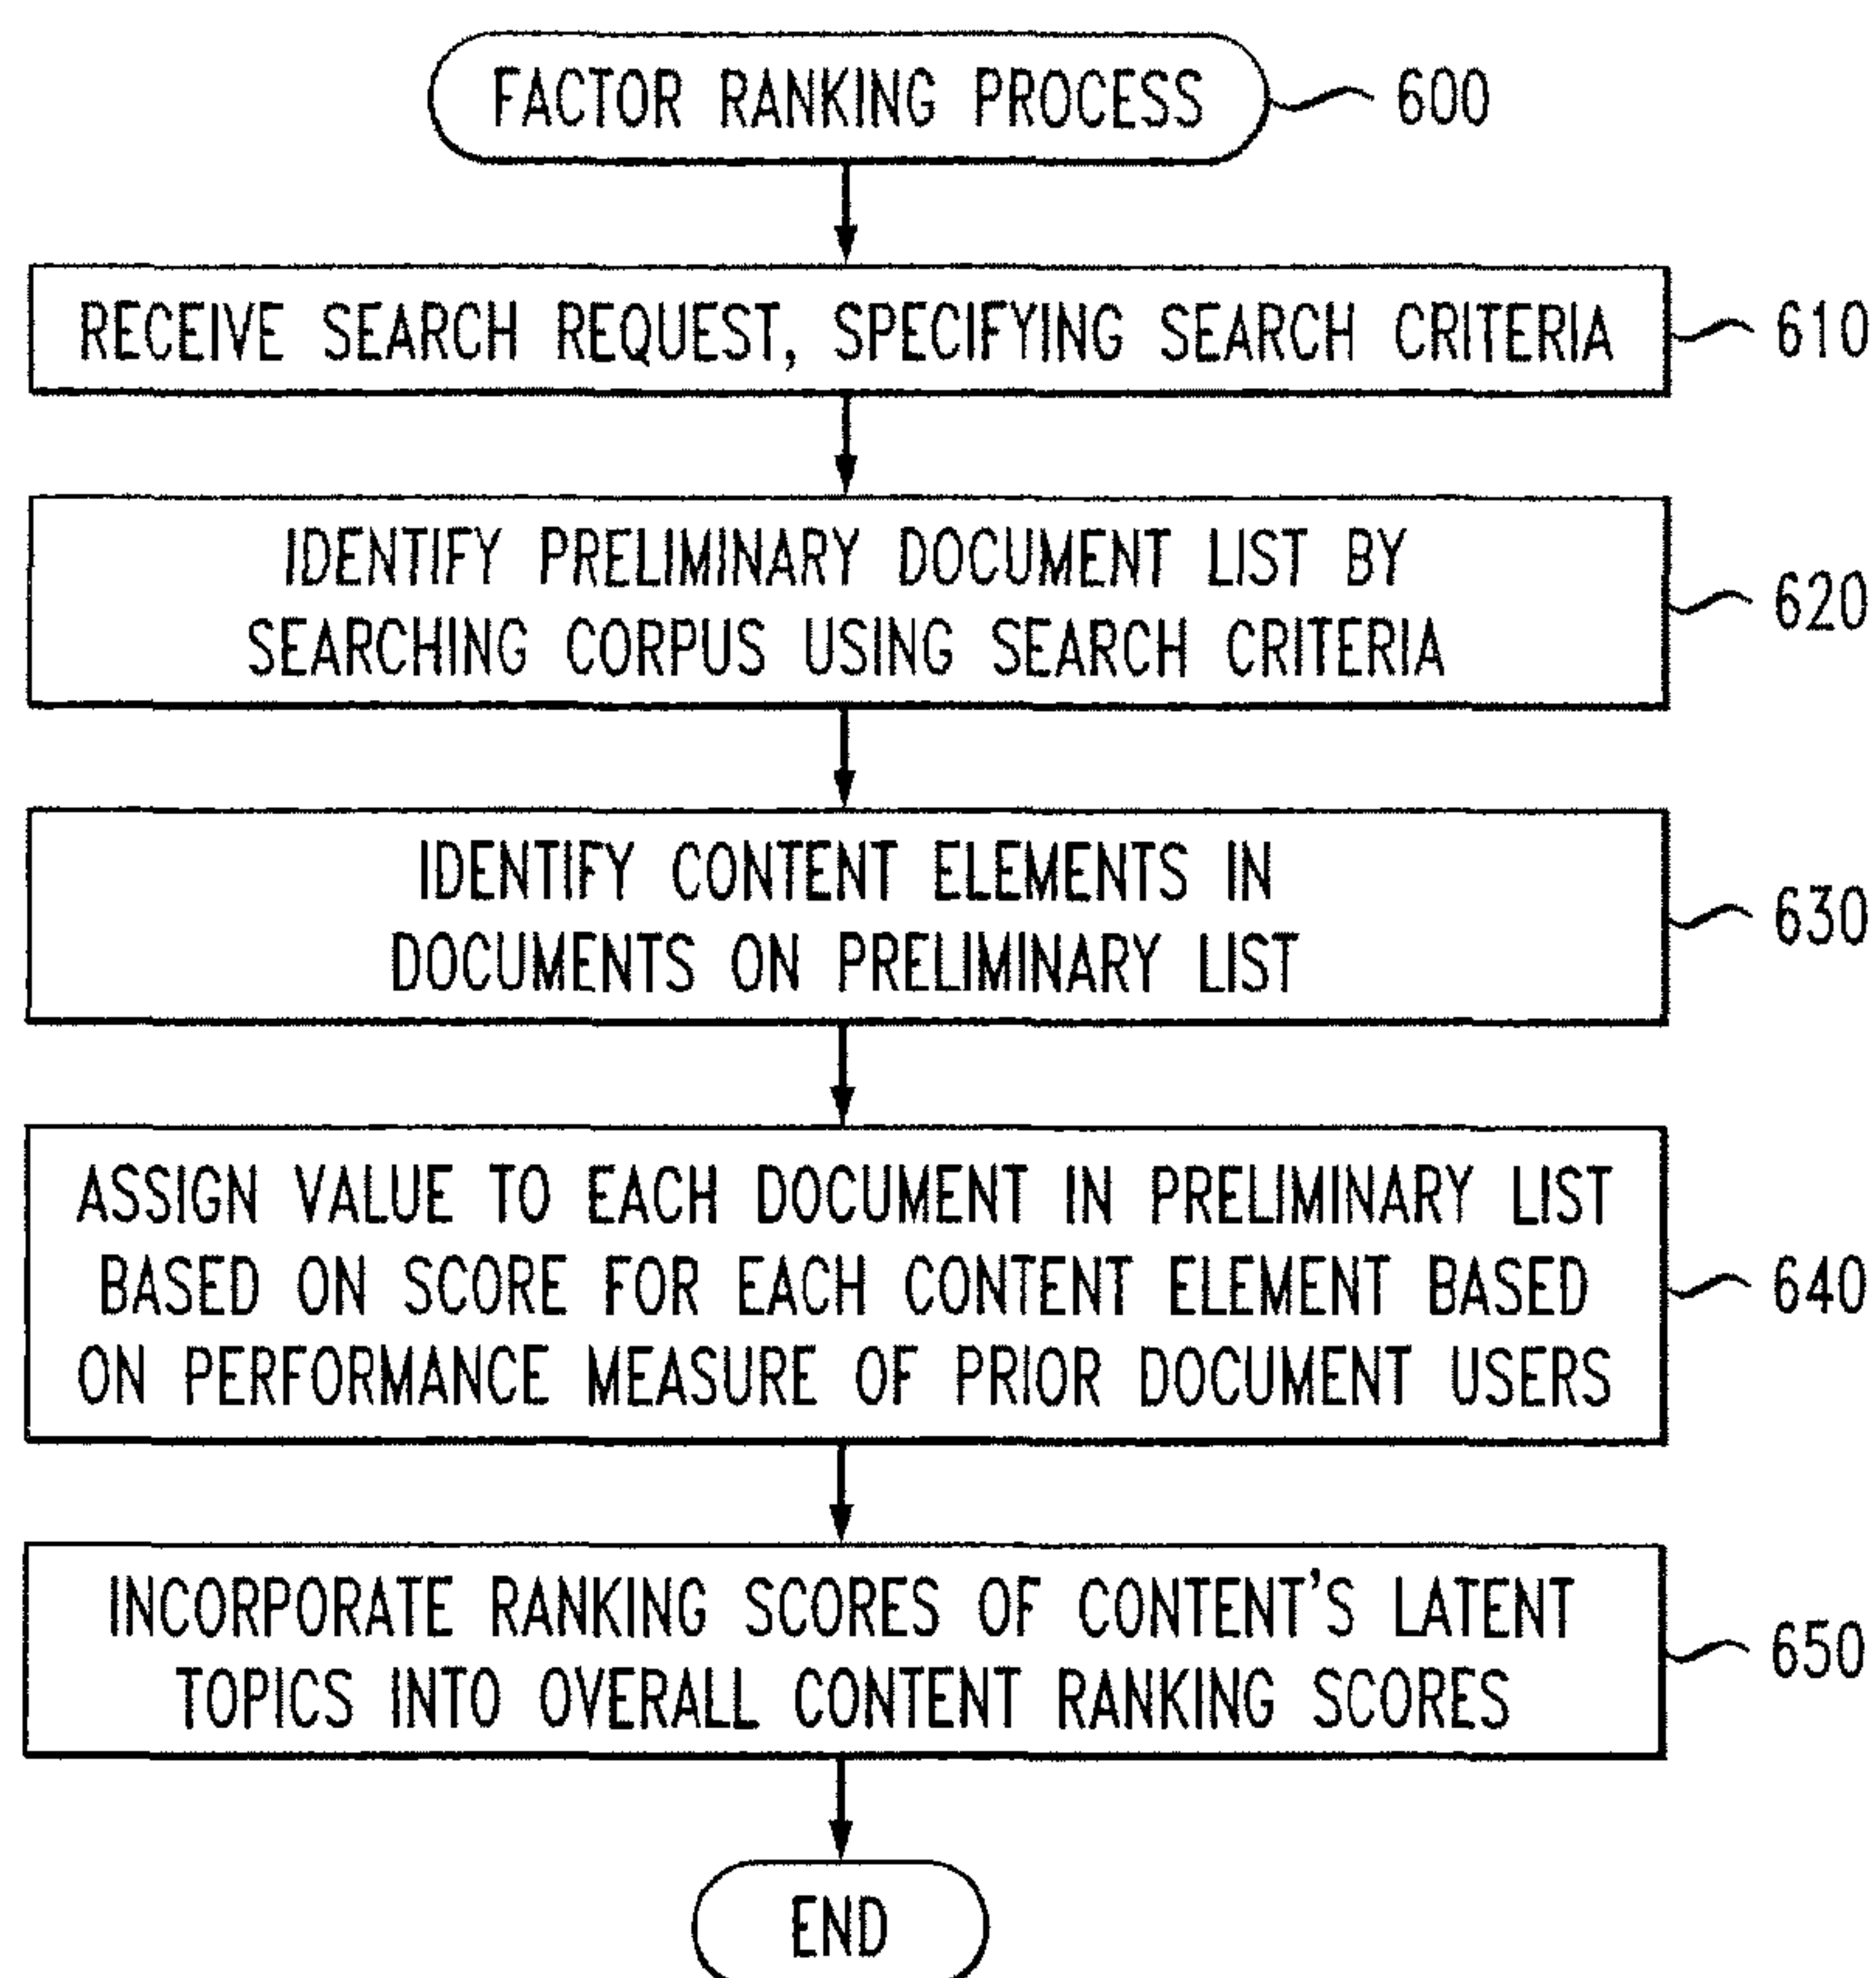 FACTOR RANKING PROCESS
600
RECEIVE SEARCH REQUEST, SPECIFYING SEARCH CRITERIA
610
IDENTIFY PRELIMINARY DOCUMENT LIST BY
SEARCHING CORPUS USING SEARCH CRITERIA
620
IDENTIFY CONTENT ELEMENTS IN
DOCUMENTS ON PRELIMINARY LIST
630
ASSIGN VALUE TO EACH DOCUMENT IN PRELIMINARY LIST
BASED ON SCORE FOR EACH CONTENT ELEMENT BASED
ON PERFORMANCE MEASURE OF PRIOR DOCUMENT USERS
640
INCORPORATE RANKING SCORES OF CONTENT'S LATENT
TOPICS INTO OVERALL CONTENT RANKING SCORES
650
END